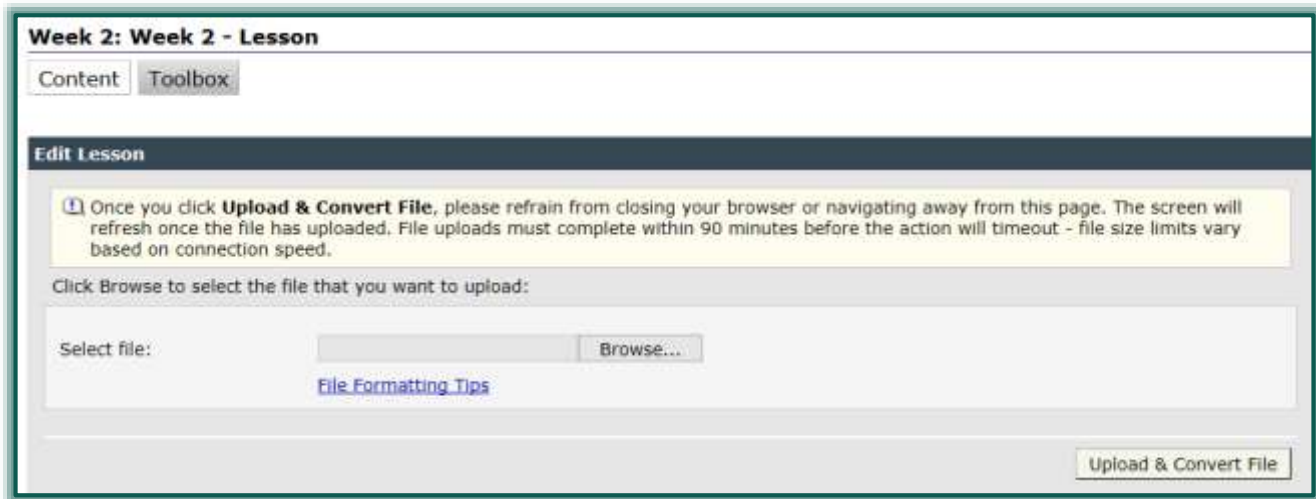 Week 2: Week 2 - Lesson
Content Toolbox
Edit Lesson
Once you click Upload & Convert File, please refrain from closing your browser or navigating away from this page. The screen will
refresh once the file has uploaded. File uploads must complete within 90 minutes before the action will timeout - file size limits vary
based on connection speed.
Click Browse to select the file that you want to upload:
Select file: Browse...
File Formatting Tips
Upload & Convert File